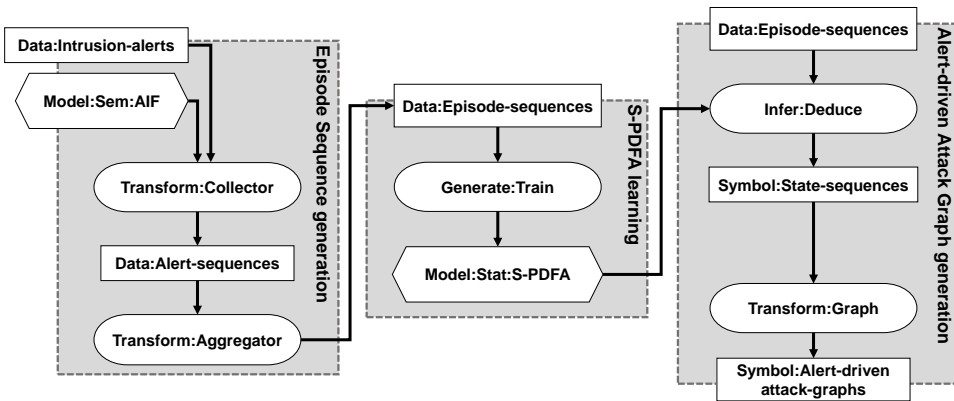 Data:Intrusion-alerts
Model:Sem:AIF
Transform:Collector
Data:Alert-sequences
Transform:Aggregator
Episode Sequence generation
Data:Episode-sequences
Generate:Train
Model:Stat:S-PDFA
S-PDFA learning
Data:Episode-sequences
Infer:Deduce
Symbol:State-sequences
Transform:Graph
Symbol:Alert-driven
attack-graphs
Alert-driven Attack Graph generation